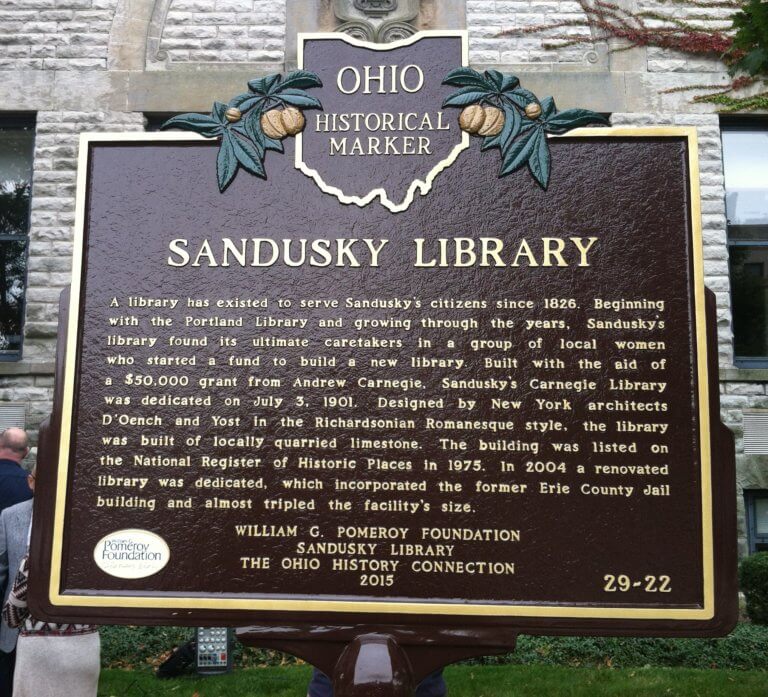 OHIO
HISTORICAL
MARKER
SANDUSKY LIBRARY
A library has existed to serve Sandusky's citizens since 1826. Beginning
with the Portland Library and growing through the years, Sandusky's
library found its ultimate caretakers in a group of local women
who started a fund to build a new library. Built with the aid of
a $50,000 grant from Andrew Carnegie, Sandusky's Carnegie Library
was dedicated on July 3, 1901. Designed by New York architects
D'Oench and Yost in the Richardsonian Romanesque style, the library
was built of locally quarried limestone. The building was listed on
the National Register of Historic Places in 1975. In 2004 a renovated
library was dedicated, which incorporated the former Erie County Jail
building and almost tripled the facility's size.
WILLIAM G. POMEROY FOUNDATION
SANDUSKY LIBRARY
THE OHIO HISTORY CONNECTION
2015
29-22
Pomeroy
Foundation